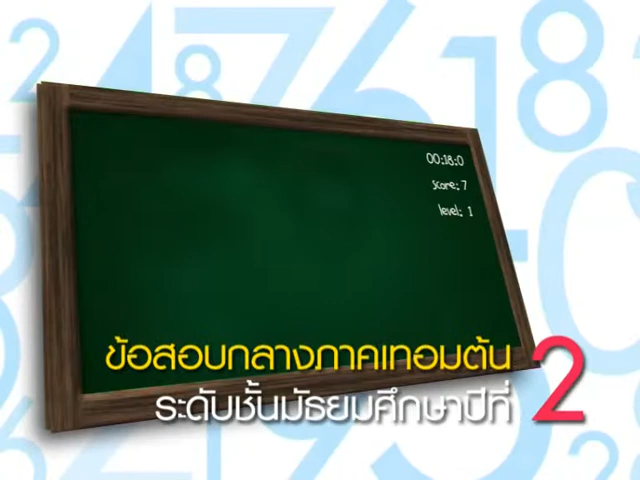 00:18:0
Score: 7
level: 1
ข้อสอบกลางภาคเทอมต้น
ระดับชั้นมัธยมศึกษาปีที่ 2